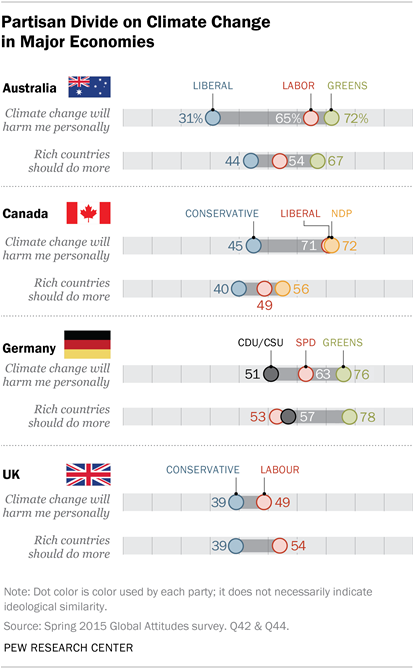 Partisan Divide on Climate Change
in Major Economies
Australia
LIBERAL LABOR GREENS
Climate change will
harm me personally
31% 65% 72%
Rich countries
should do more
44 54 67
Canada
CONSERVATIVE LIBERAL NDP
Climate change will
harm me personally
45 71 72
Rich countries
should do more
40 49 56
Germany
CDU/CSU SPD GREENS
Climate change will
harm me personally
51 63 76
Rich countries
should do more
53 57 78
UK
CONSERVATIVE LABOUR
Climate change will
harm me personally
39 49
Rich countries
should do more
39 54
Note: Dot color is color used by each party; it does not necessarily indicate
ideological similarity.
Source: Spring 2015 Global Attitudes survey. Q42 & Q44.
PEW RESEARCH CENTER